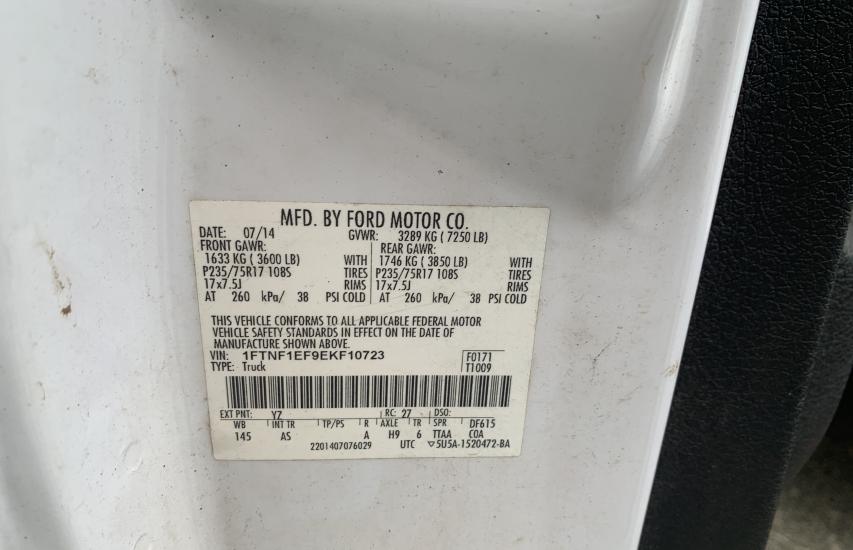 MFD. BY FORD MOTOR CO.
DATE: 07/14 GVWR: 3289 KG ( 7250 LB)
FRONT GAWR: REAR GAWR:
1633 KG ( 3600 LB) WITH 1746 KG ( 3850 LB) WITH
P235/75R17 108S TIRES P235/75R17 108S TIRES
17x7.5J RIMS 17x7.5J RIMS
AT 260 kPa/ 38 PSI COLD AT 260 kPa/ 38 PSI COLD
THIS VEHICLE CONFORMS TO ALL APPLICABLE FEDERAL MOTOR
VEHICLE SAFETY STANDARDS IN EFFECT ON THE DATE OF
MANUFACTURE SHOWN ABOVE.
VIN: 1FTNF1EF9EKF10723 F0171
TYPE: Truck T1009
EXT PNT: YZ RC: 27 DSO:
WB INT TR TP/PS R AXLE TR SPR DF615
145 AS A H9 6 TTAA COA
2201407076029 UTC ▽5U5A-1520472-BA